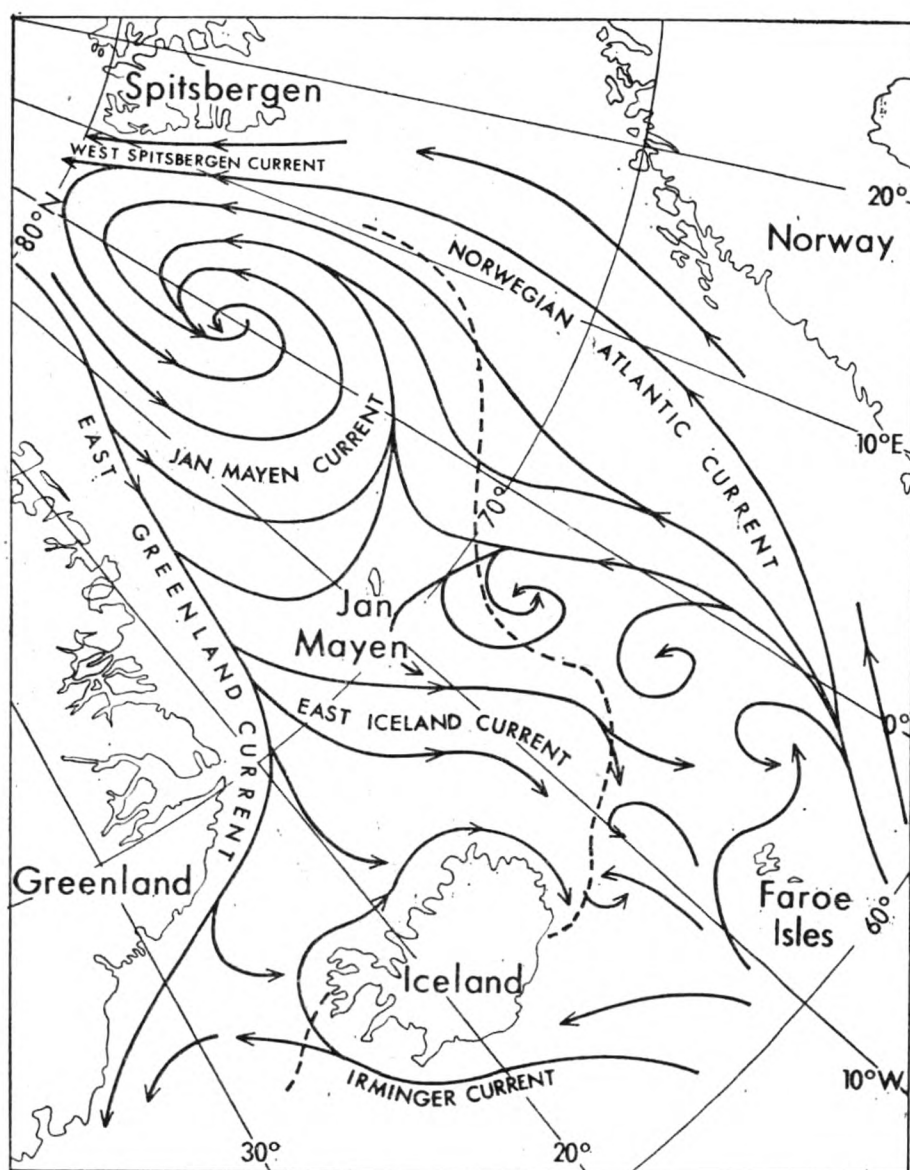 Spitsbergen
WEST SPITSBERGEN CURRENT
80° N
20°
Norway
NORWEGIAN ATLANTIC CURRENT
10°E
JAN MAYEN CURRENT
70°
EAST GREENLAND CURRENT
Jan
Mayen
EAST ICELAND CURRENT
0°
Greenland
Faroe
Isles
60°
Iceland
IRMINGER CURRENT
10°W
30°
20°